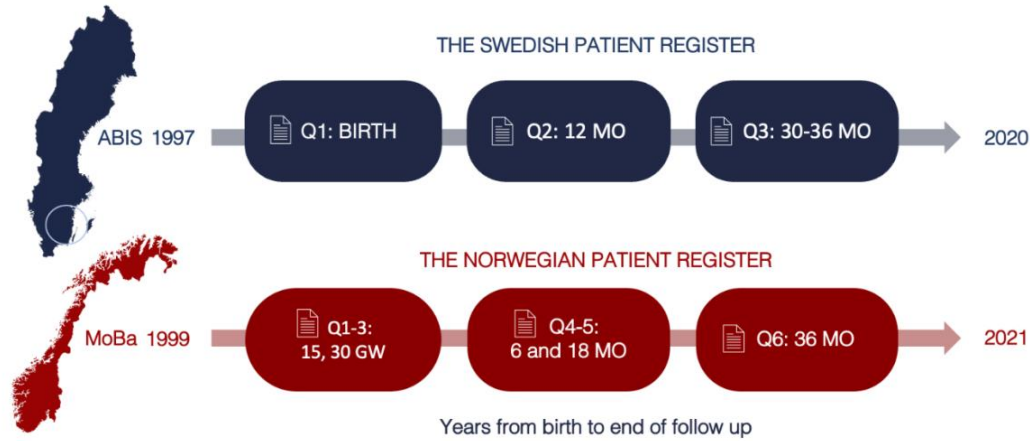 THE SWEDISH PATIENT REGISTER
ABIS 1997
Q1: BIRTH
Q2: 12 MO
Q3: 30-36 MO
2020
THE NORWEGIAN PATIENT REGISTER
MoBa 1999
Q1-3:
15, 30 GW
Q4-5:
6 and 18 MO
Q6: 36 MO
2021
Years from birth to end of follow up